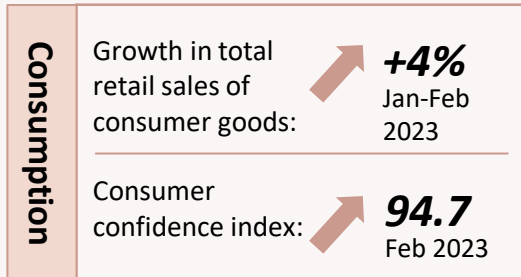 Consumption
Growth in total
retail sales of
consumer goods:
+4%
Jan-Feb
2023
Consumer
confidence index:
94.7
Feb 2023